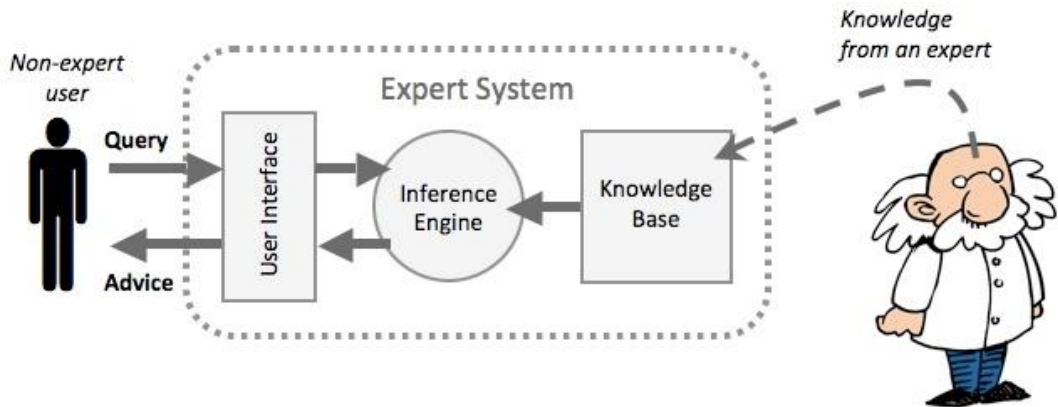 Knowledge
from an expert
Non-expert
user
Expert System
Query
User Interface
Inference
Engine
Knowledge
Base
Advice